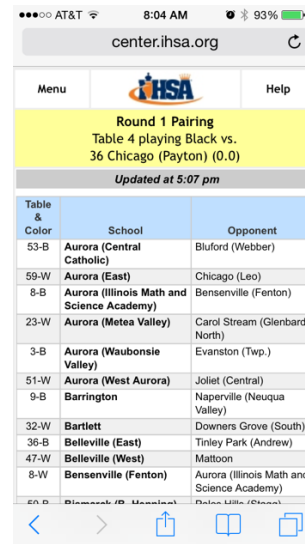 AT&T 8:04 AM 93%
center.ihsa.org
Menu IHSA Help
Round 1 Pairing
Table 4 playing Black vs.
36 Chicago (Payton) (0.0)
Updated at 5:07 pm
Table
&
Color School Opponent
53-B Aurora (Central Bluford (Webber)
Catholic)
59-W Aurora (East) Chicago (Leo)
8-B Aurora (Illinois Math and Bensenville (Fenton)
Science Academy)
23-W Aurora (Metea Valley) Carol Stream (Glenbard
North)
3-B Aurora (Waubonsie Evanston (Twp.)
Valley)
51-W Aurora (West Aurora) Joliet (Central)
9-B Barrington Naperville (Neuqua
Valley)
32-W Bartlett Downers Grove (South)
36-B Belleville (East) Tinley Park (Andrew)
47-W Belleville (West) Mattoon
8-W Bensenville (Fenton) Aurora (Illinois Math and
Science Academy)